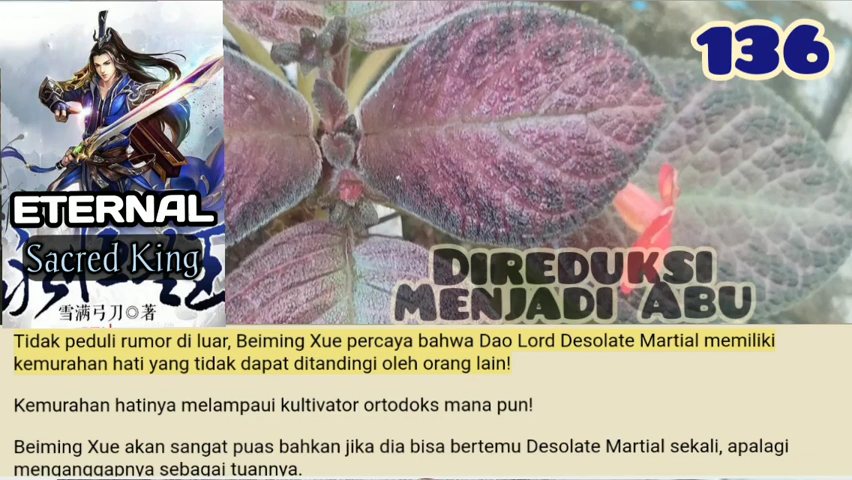 136
ETERNAL
Sacred King
雪满弓刀◎著
DIREDUKSI
MENJADI ABU
Tidak peduli rumor di luar, Beiming Xue percaya bahwa Dao Lord Desolate Martial memiliki
kemurahan hati yang tidak dapat ditandingi oleh orang lain!
Kemurahan hatinya melampaui kultivator ortodoks mana pun!
Beiming Xue akan sangat puas bahkan jika dia bisa bertemu Desolate Martial sekali, apalagi
menganggapnya sebagai tuannya.